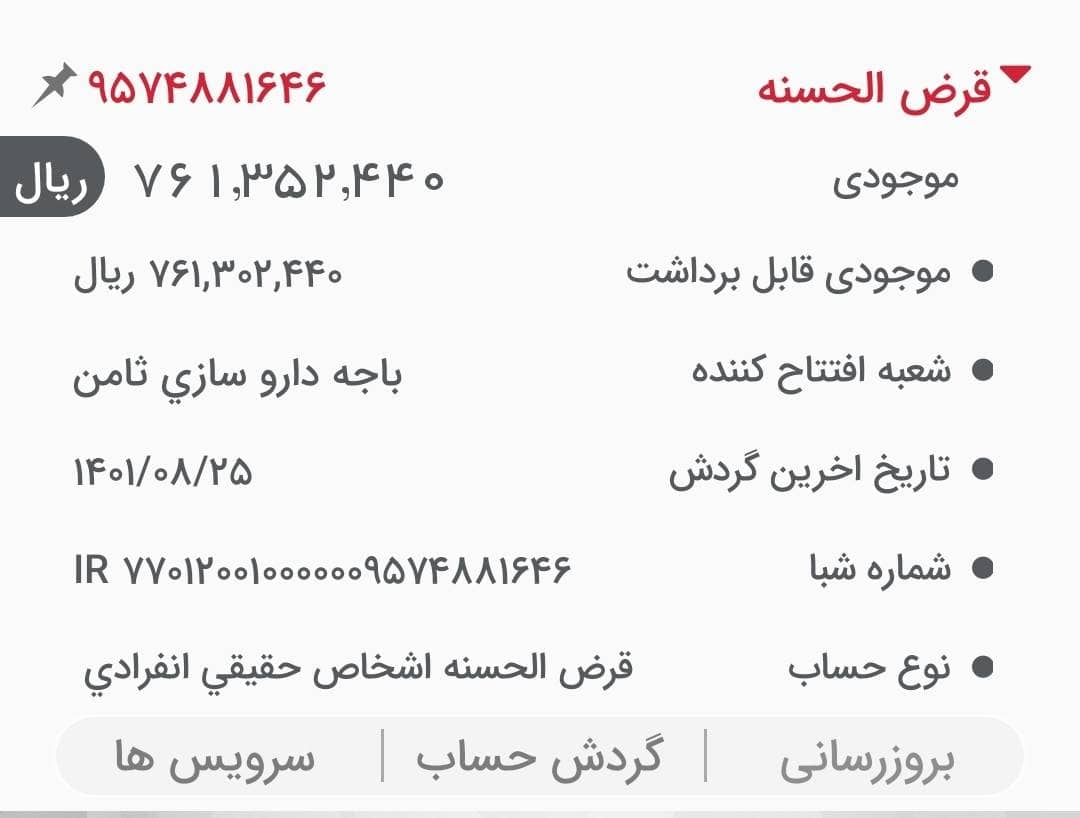 قرض الحسنه ۹۵۷۴۸۸۱۶۴۶
موجودی ۷۶۱,۳۵۲,۴۴۰ ریال
● موجودی قابل برداشت ۷۶۱,۳۰۲,۴۴۰ ریال
● شعبه افتتاح کننده باجه دارو سازي ثامن
● تاریخ اخرین گردش ۱۴۰۱/۰۸/۲۵
● شماره شبا IR ۷۷۰۱۲۰۰۱۰۰۰۰۰۰۹۵۷۴۸۸۱۶۴۶
● نوع حساب قرض الحسنه اشخاص حقيقي انفرادي
بروزرسانی | گردش حساب | سرویس ها